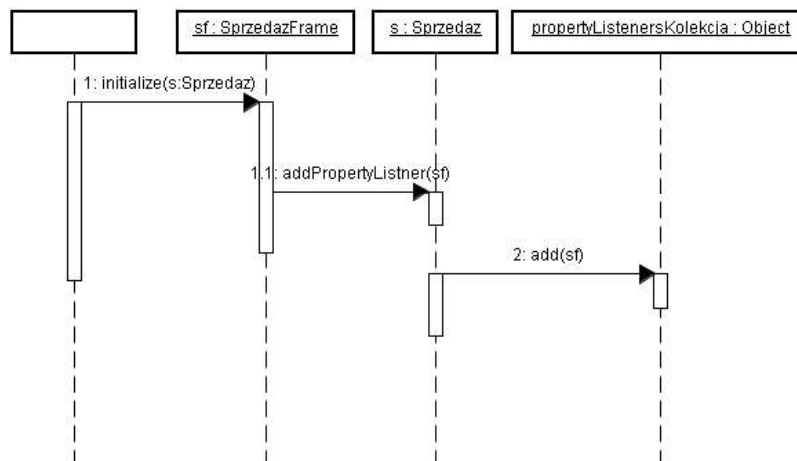 sf : SprzedazFrame
s : Sprzedaz
propertyListenersKolekcja : Object
1: initialize(s:Sprzedaz)
1.1: addPropertyListner(sf)
2: add(sf)